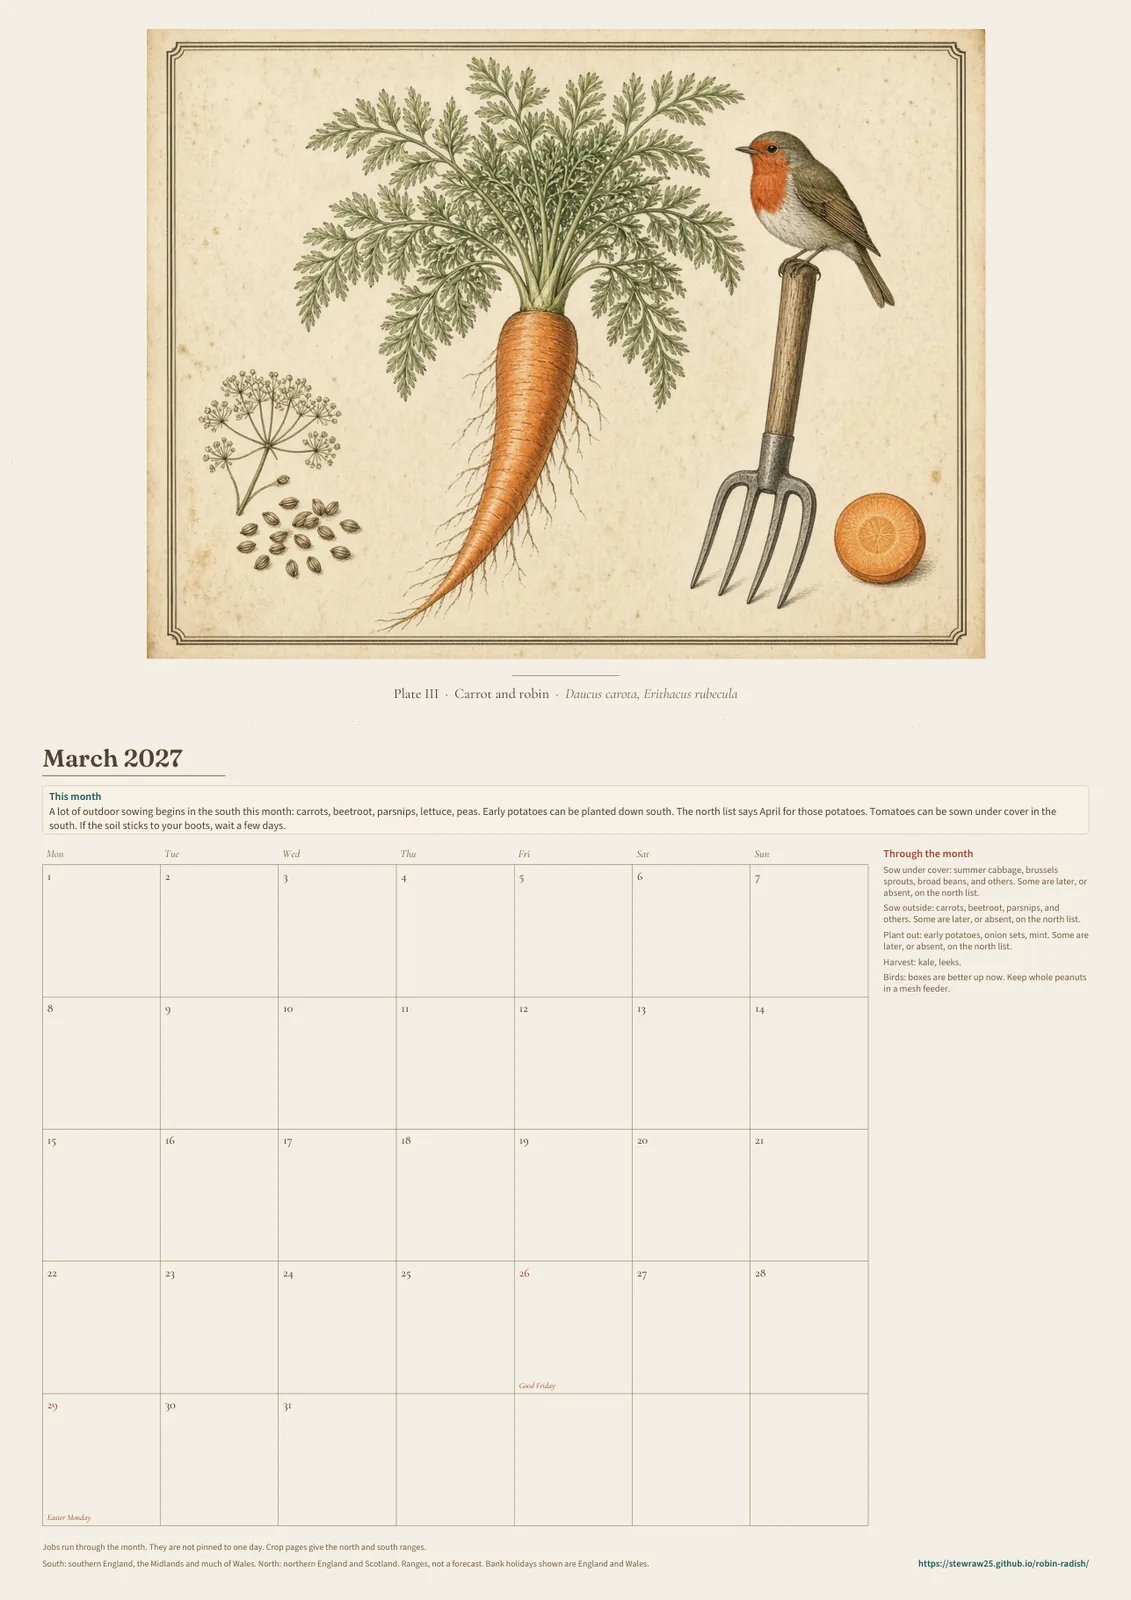 Plate III · Carrot and robin · Daucus carota, Erithacus rubecula
March 2027
This month
A lot of outdoor sowing begins in the south this month: carrots, beetroot, parsnips, lettuce, peas. Early potatoes can be planted down south. The north list says April for those potatoes. Tomatoes can be sown under cover in the
south. If the soil sticks to your boots, wait a few days.
Mon Tue Wed Thu Fri Sat Sun
1 2 3 4 5 6 7
8 9 10 11 12 13 14
15 16 17 18 19 20 21
22 23 24 25 26 27 28
Good Friday
29 30 31
Easter Monday
Through the month
Sow under cover: summer cabbage, brussels
sprouts, broad beans, and others. Some are later, or
absent, on the north list.
Sow outside: carrots, beetroot, parsnips, and
others. Some are later, or absent, on the north list.
Plant out: early potatoes, onion sets, mint. Some are
later, or absent, on the north list.
Harvest: kale, leeks.
Birds: boxes are better up now. Keep whole peanuts
in a mesh feeder.
Jobs run through the month. They are not pinned to one day. Crop pages give the north and south ranges.
South: southern England, the Midlands and much of Wales. North: northern England and Scotland. Ranges, not a forecast. Bank holidays shown are England and Wales.
https://stewraw25.github.io/robin-radish/